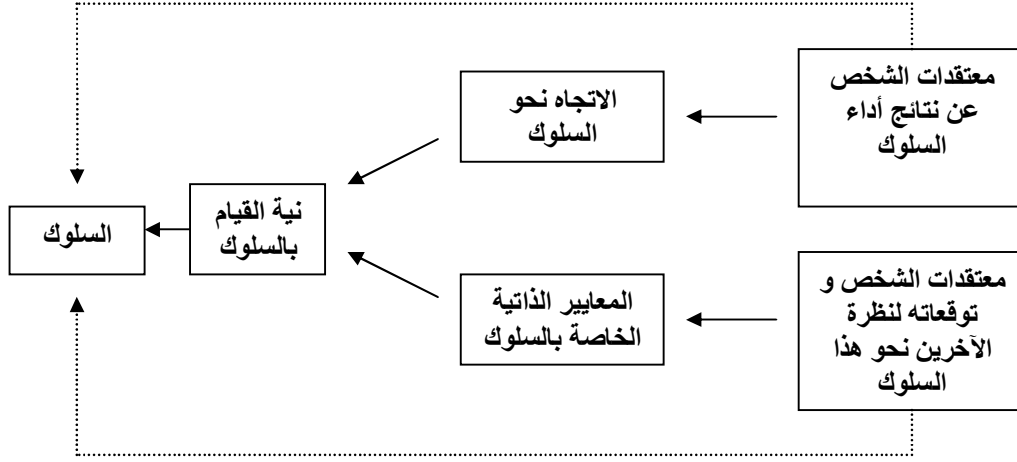 معتقدات الشخص
عن نتائج أداء
السلوك
الاتجاه نحو
السلوك
نية القيام
بالسلوك
السلوك
معتقدات الشخص و
توقعاته لنظرة
الآخرين نحو هذا
السلوك
المعايير الذاتية
الخاصة بالسلوك